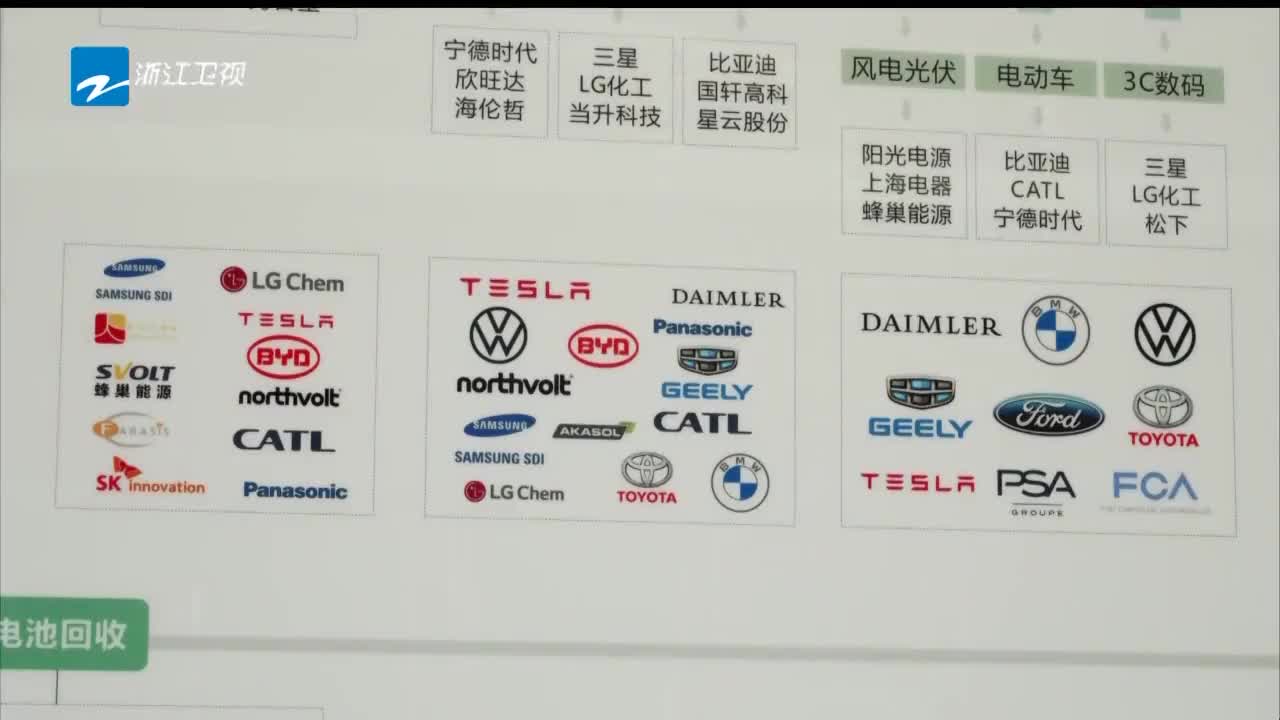 浙江卫视
宁德时代
欣旺达
海伦哲
三星
LG化工
当升科技
比亚迪
国轩高科
星云股份
风电光伏
电动车
3C数码
阳光电源
上海电器
蜂巢能源
比亚迪
CATL
宁德时代
三星
LG化工
松下
SAMSUNG
SAMSUNG SDI
LG Chem
TESLA
BYD
SVOLT
蜂巢能源
northvolt
FARASIS
CATL
SK innovation
Panasonic
TESLA
DAIMLER
Panasonic
BYD
GEELY
northvolt
SAMSUNG
SAMSUNG SDI
AKASOL
CATL
LG Chem
TOYOTA
BMW
DAIMLER
BMW
GEELY
Ford
TOYOTA
TESLA
PSA
GROUPE
FCA
电池回收